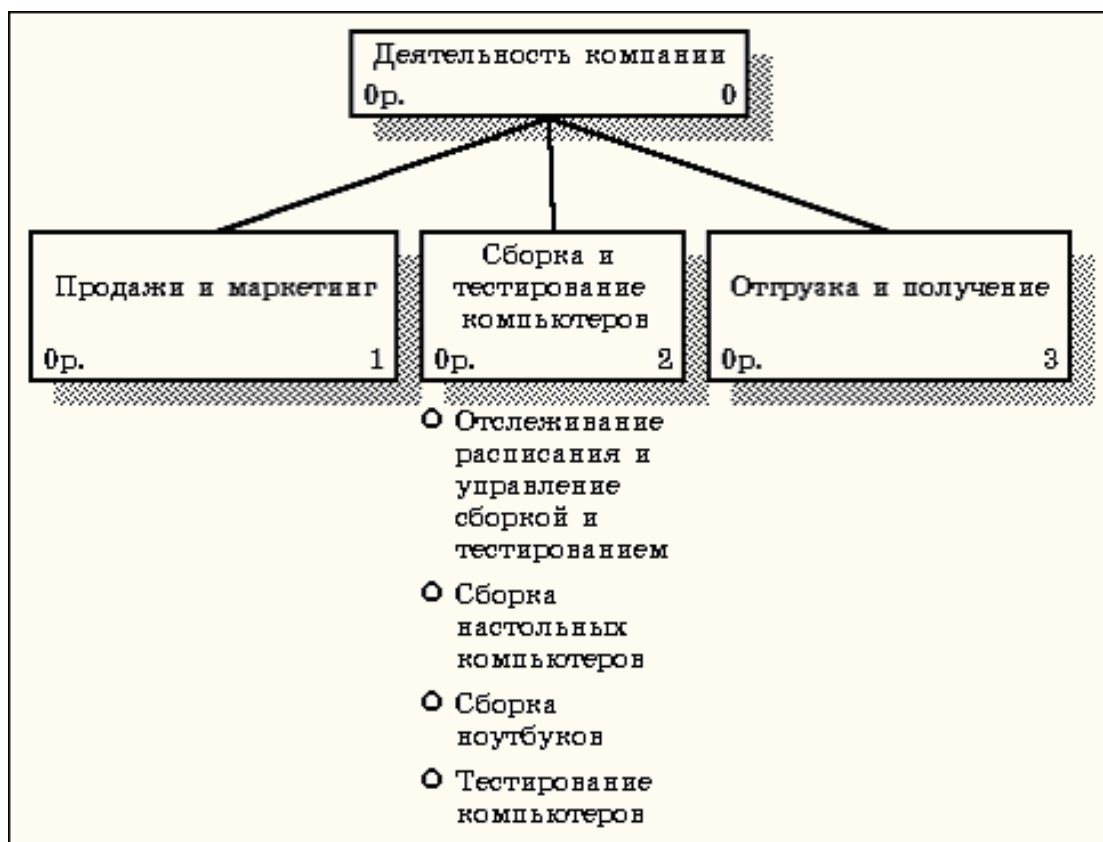 Деятельность компании
0р. 0
Продажи и маркетинг
0р. 1
Сборка и
тестирование
компьютеров
0р. 2
Отгрузка и получение
0р. 3
Отслеживание
расписания и
управление
сборкой и
тестированием
Сборка
настольных
компьютеров
Сборка
ноутбуков
Тестирование
компьютеров